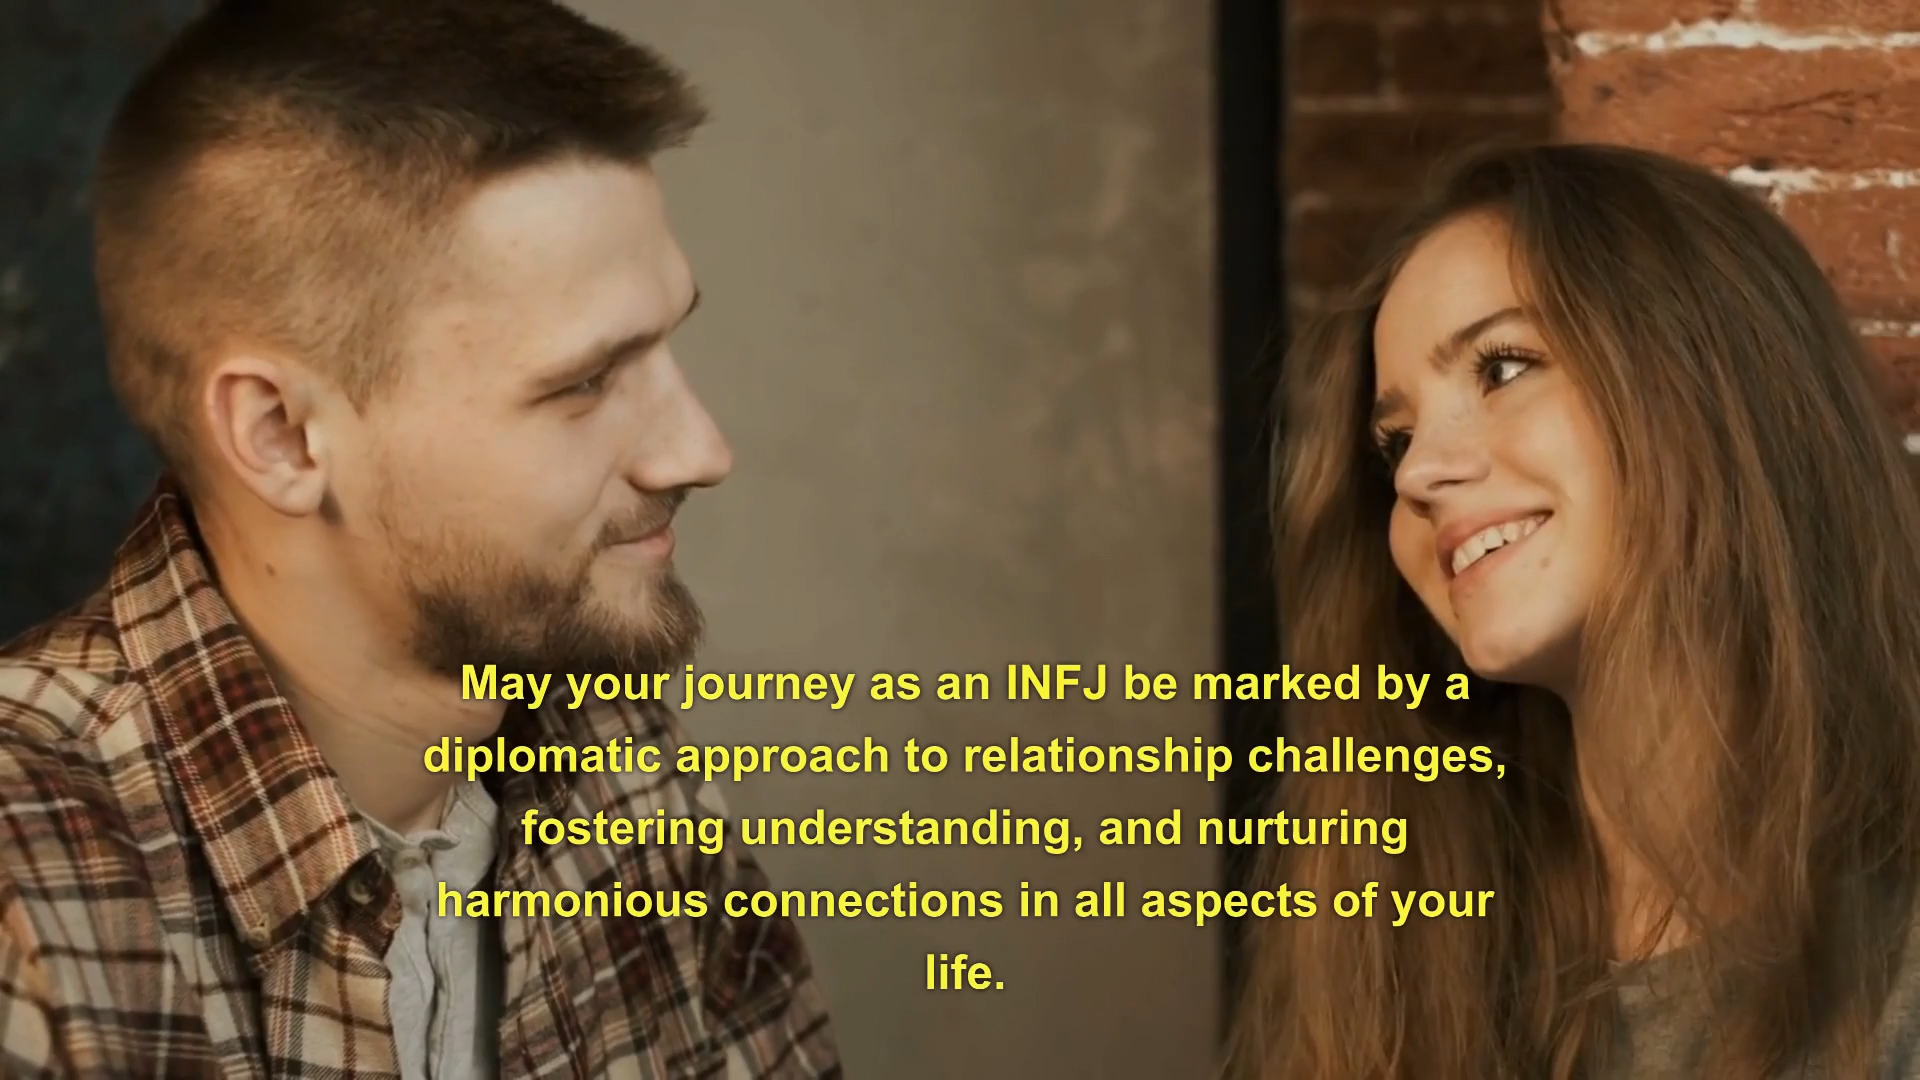 May your journey as an INFJ be marked by a
diplomatic approach to relationship challenges,
fostering understanding, and nurturing
harmonious connections in all aspects of your
life.